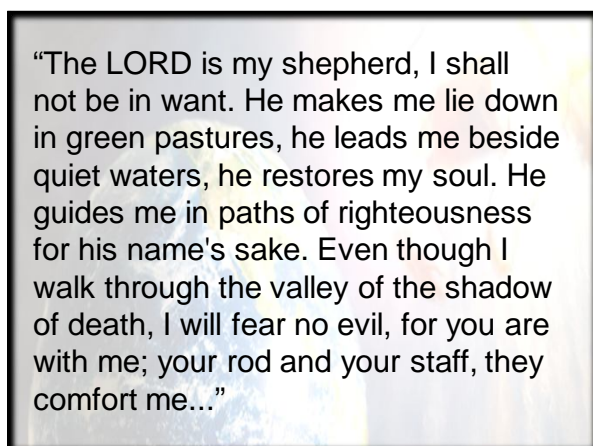 “The LORD is my shepherd, I shall
not be in want. He makes me lie down
in green pastures, he leads me beside
quiet waters, he restores my soul. He
guides me in paths of righteousness
for his name's sake. Even though I
walk through the valley of the shadow
of death, I will fear no evil, for you are
with me; your rod and your staff, they
comfort me...”